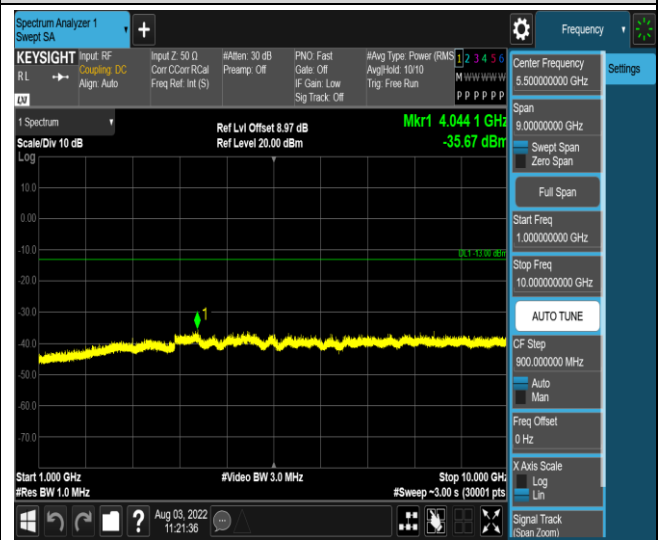 Spectrum Analyzer 1
Swept SA
+
Frequency
KEYSIGHT
RL
LXI
Input: RF
Coupling: DC
Align: Auto
Input Z: 50 Ω
Corr CCorr RCal
Freq Ref: Int (S)
#Atten: 30 dB
Preamp: Off
PNO: Fast
Gate: Off
IF Gain: Low
Sig Track: Off
#Avg Type: Power (RMS
Avg|Hold: 10/10
Trig: Free Run
1 2 3 4 5 6
M W W W W W
P P P P P P
1 Spectrum
Scale/Div 10 dB
Log
Ref Lvl Offset 8.97 dB
Ref Level 20.00 dBm
Mkr1 4.044 1 GHz
-35.67 dBm
10.0
0.00
-10.0
DL1 -13.00 dBm
-20.0
-30.0
1
-40.0
-50.0
-60.0
-70.0
Start 1.000 GHz
#Res BW 1.0 MHz
#Video BW 3.0 MHz
Stop 10.000 GHz
#Sweep ~3.00 s (30001 pts
?
Aug 03, 2022
11:21:36
Center Frequency
5.500000000 GHz
Settings
Span
9.00000000 GHz
Swept Span
Zero Span
Full Span
Start Freq
1.000000000 GHz
Stop Freq
10.00000000 GHz
AUTO TUNE
CF Step
900.000000 MHz
Auto
Man
Freq Offset
0 Hz
X Axis Scale
Log
Lin
Signal Track
(Span Zoom)